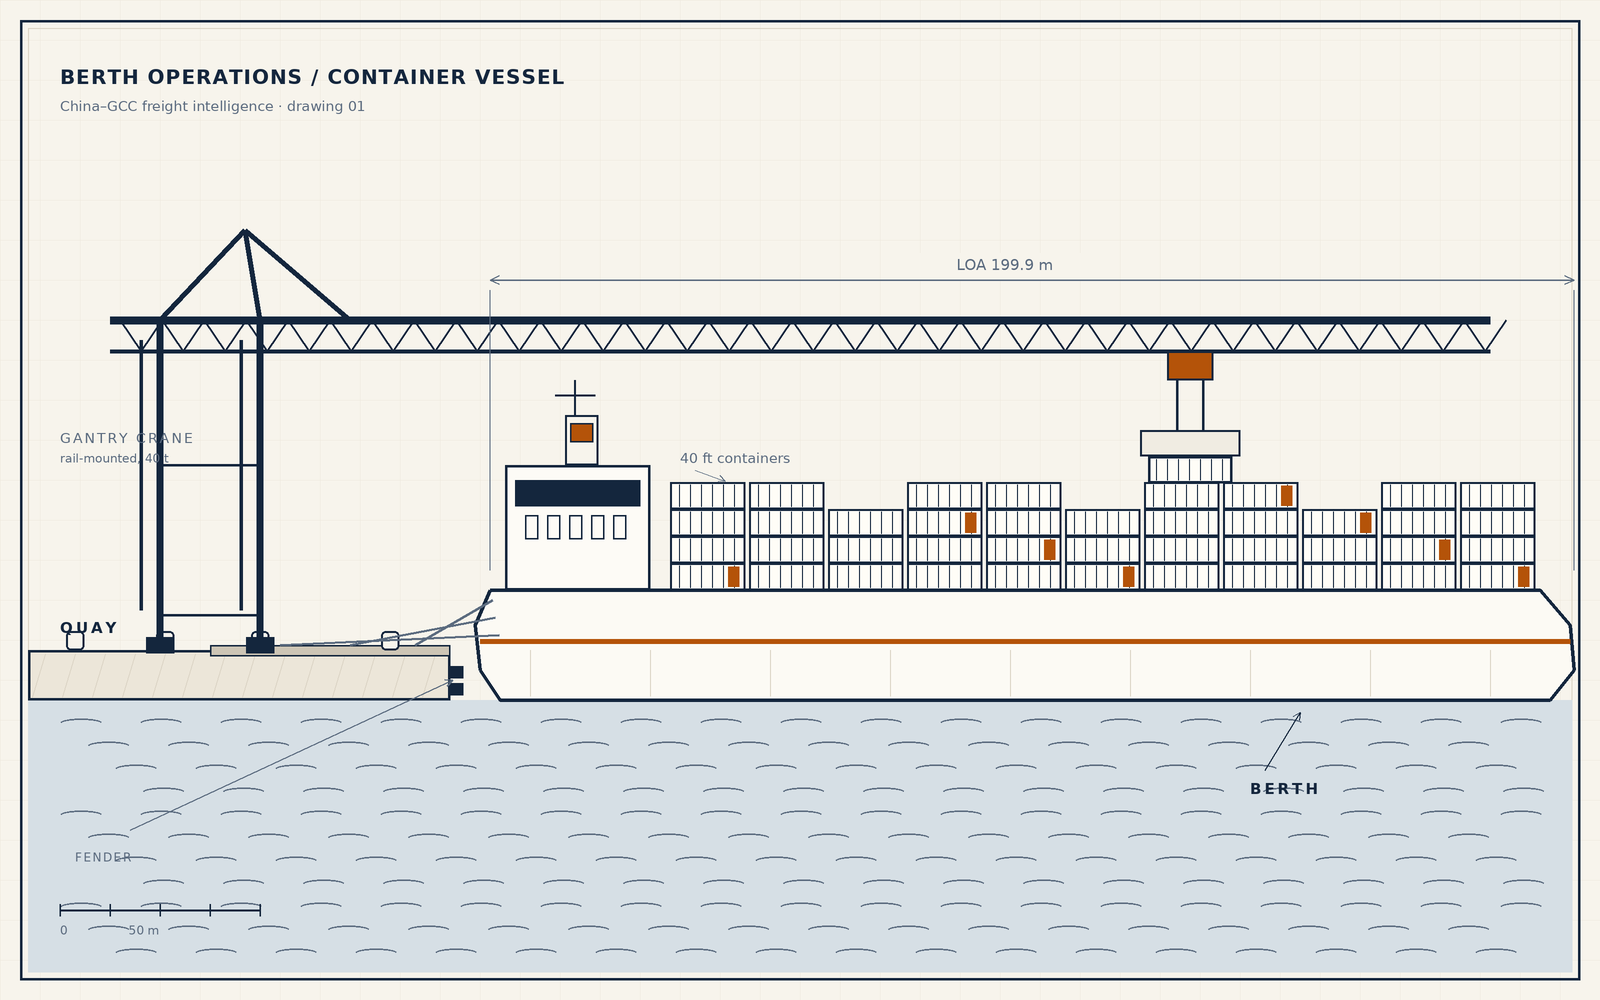 BERTH OPERATIONS / CONTAINER VESSEL
China–GCC freight intelligence · drawing 01
LOA 199.9 m
GANTRY CRANE
rail-mounted, 40 t
40 ft containers
QUAY
BERTH
FENDER
0 50 m